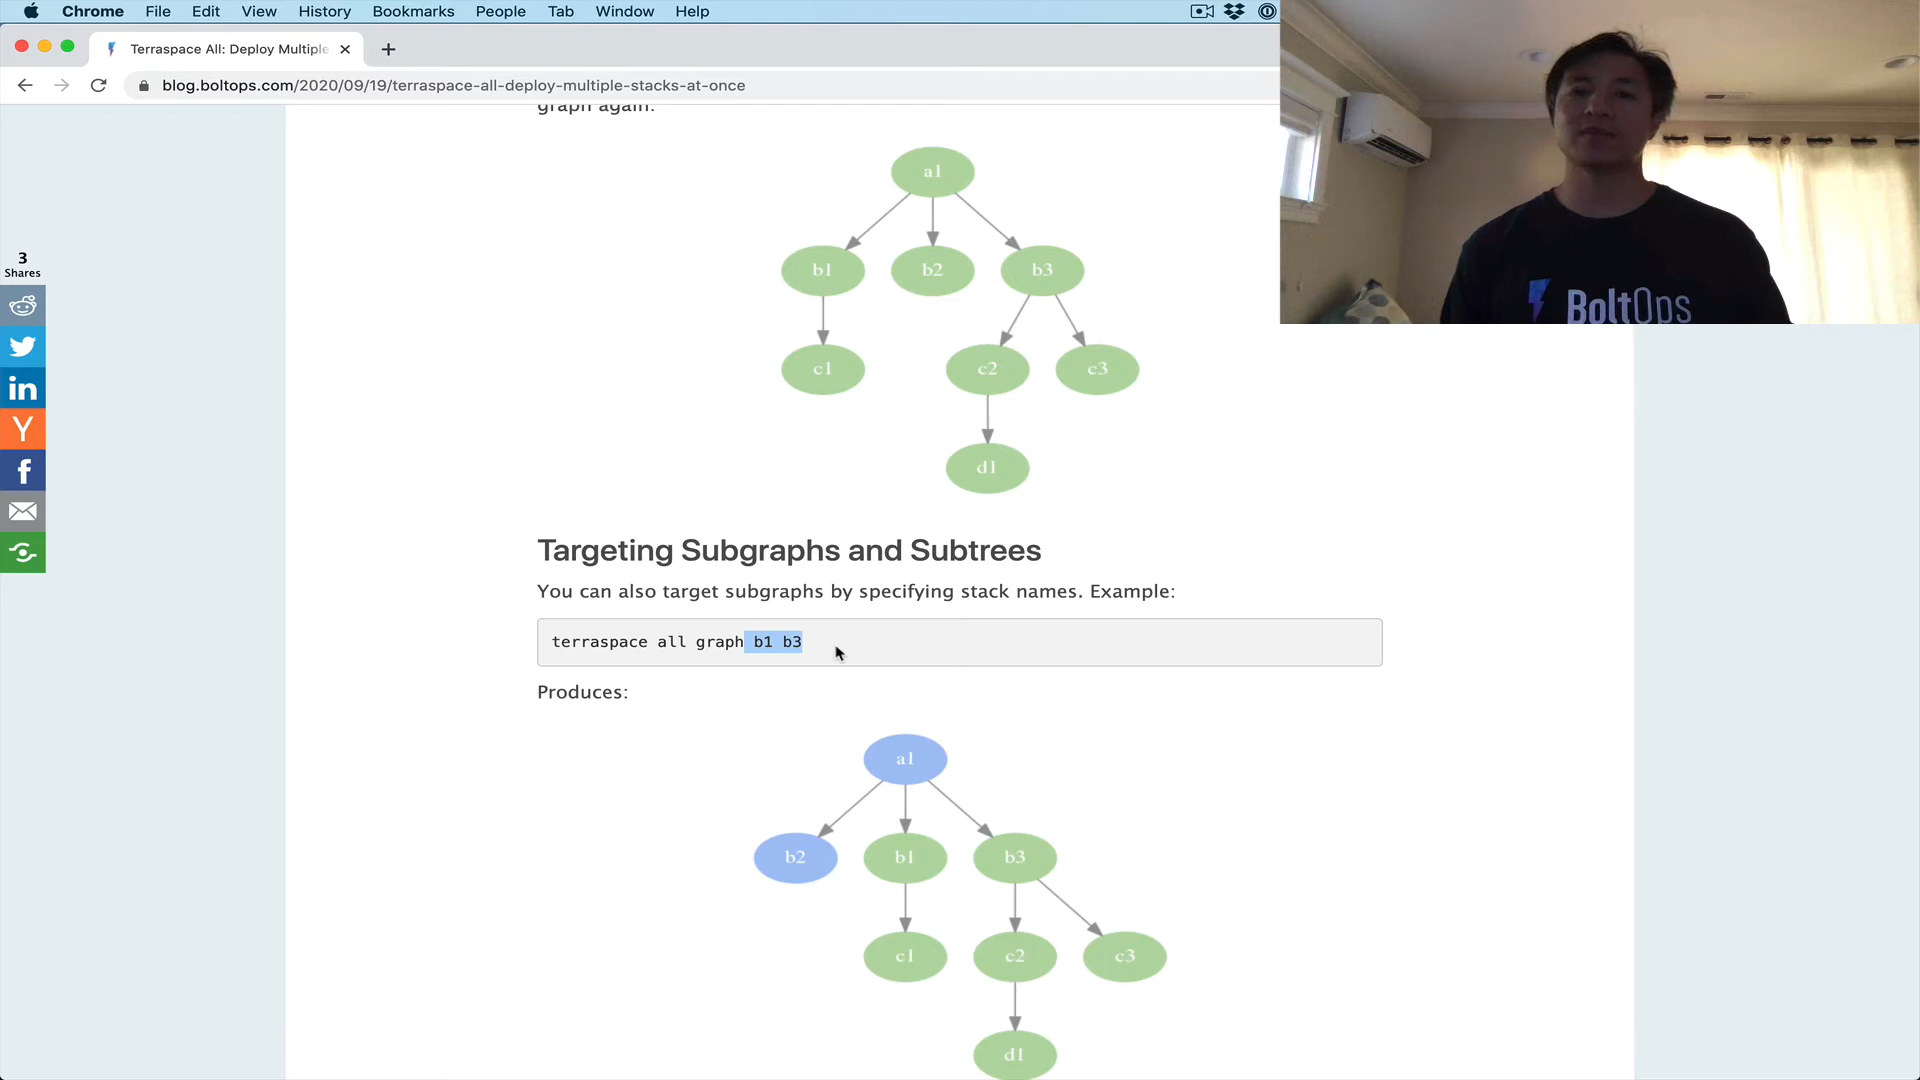 Chrome File Edit View History Bookmarks People Tab Window Help
Terraspace All: Deploy Multiple
blog.boltops.com/2020/09/19/terraspace-all-deploy-multiple-stacks-at-once
graph again.
a1
b1 b2 b3
c1 c2 c3
d1
3
Shares
Targeting Subgraphs and Subtrees
You can also target subgraphs by specifying stack names. Example:
terraspace all graph b1 b3
Produces:
a1
b2 b1 b3
c1 c2 c3
d1
BoltOps